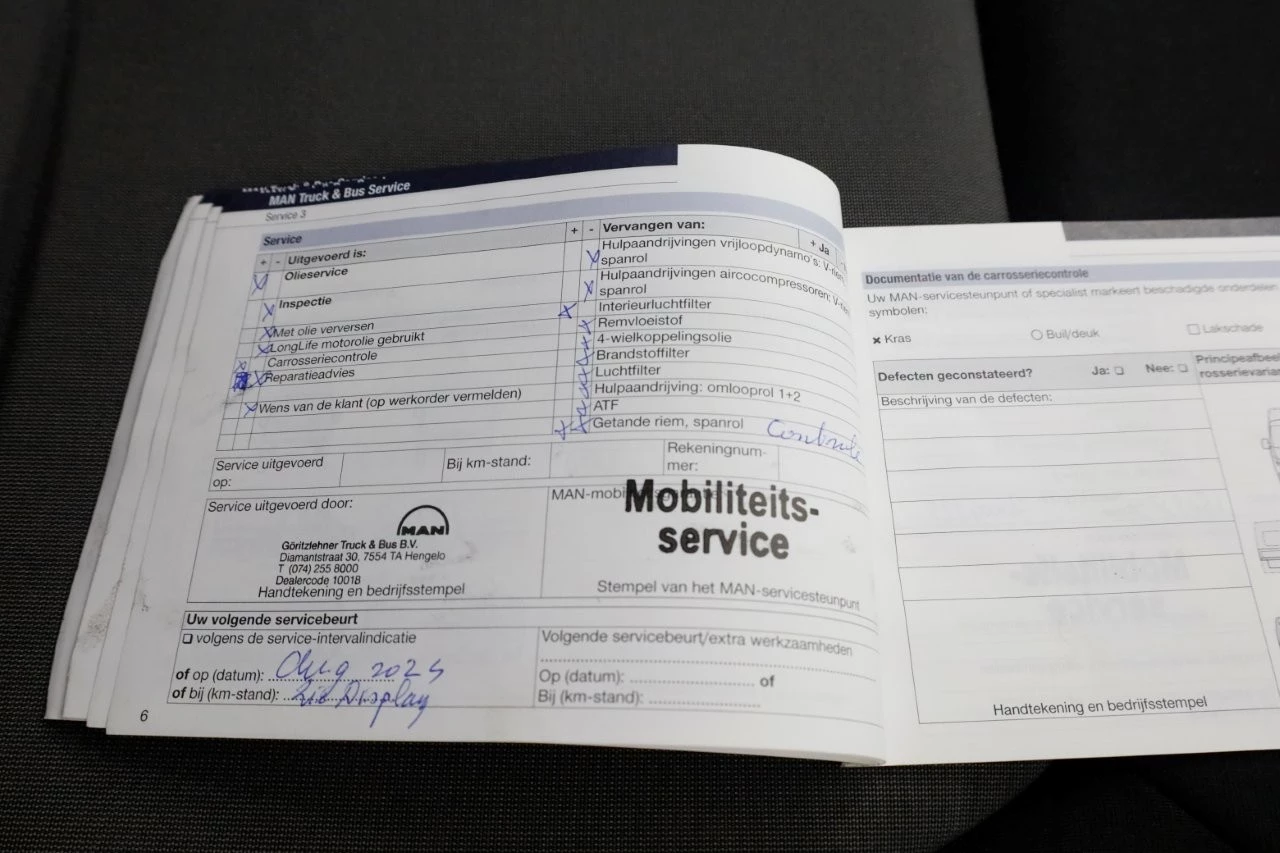 MAN Truck & Bus Service
Service 3
Service
+ - Uitgevoerd is:
Olieservice
Inspectie
Met olie verversen
LongLife motorolie gebruikt
Carrosseriecontrole
Reparatieadvies
Wens van de klant (op werkorder vermelden)
+ - Vervangen van: + Ja
Hulpaandrijvingen vrijloopdynamo's; V-riem
spanrol
Hulpaandrijvingen aircocompressoren; V-riem
spanrol
Interieurluchtfilter
Remvloeistof
4-wielkoppelingsolie
Brandstoffilter
Luchtfilter
Hulpaandrijving: omlooprol 1+2
ATF
Getande riem, spanrol Controle
Service uitgevoerd
op:
Bij km-stand:
Rekeningnum-
mer:
Service uitgevoerd door:
MAN
Göritzlehner Truck & Bus B.V.
Diamantstraat 30, 7554 TA Hengelo
T (074) 255 8000
Dealercode 10018
Handtekening en bedrijfsstempel
Mobiliteits-
service
Stempel van het MAN-servicesteunpunt
Uw volgende servicebeurt
volgens de service-intervalindicatie
of op (datum): Aug 2025
of bij (km-stand): Zie Display
Volgende servicebeurt/extra werkzaamheden
Op (datum): of
Bij (km-stand):
6
Documentatie van de carrosseriecontrole
Uw MAN-servicesteunpunt of specialist markeert beschadigde onderdelen
symbolen:
Kras
Buil/deuk
Lakschade
Defecten geconstateerd? Ja: Nee:
Beschrijving van de defecten:
Handtekening en bedrijfsstempel